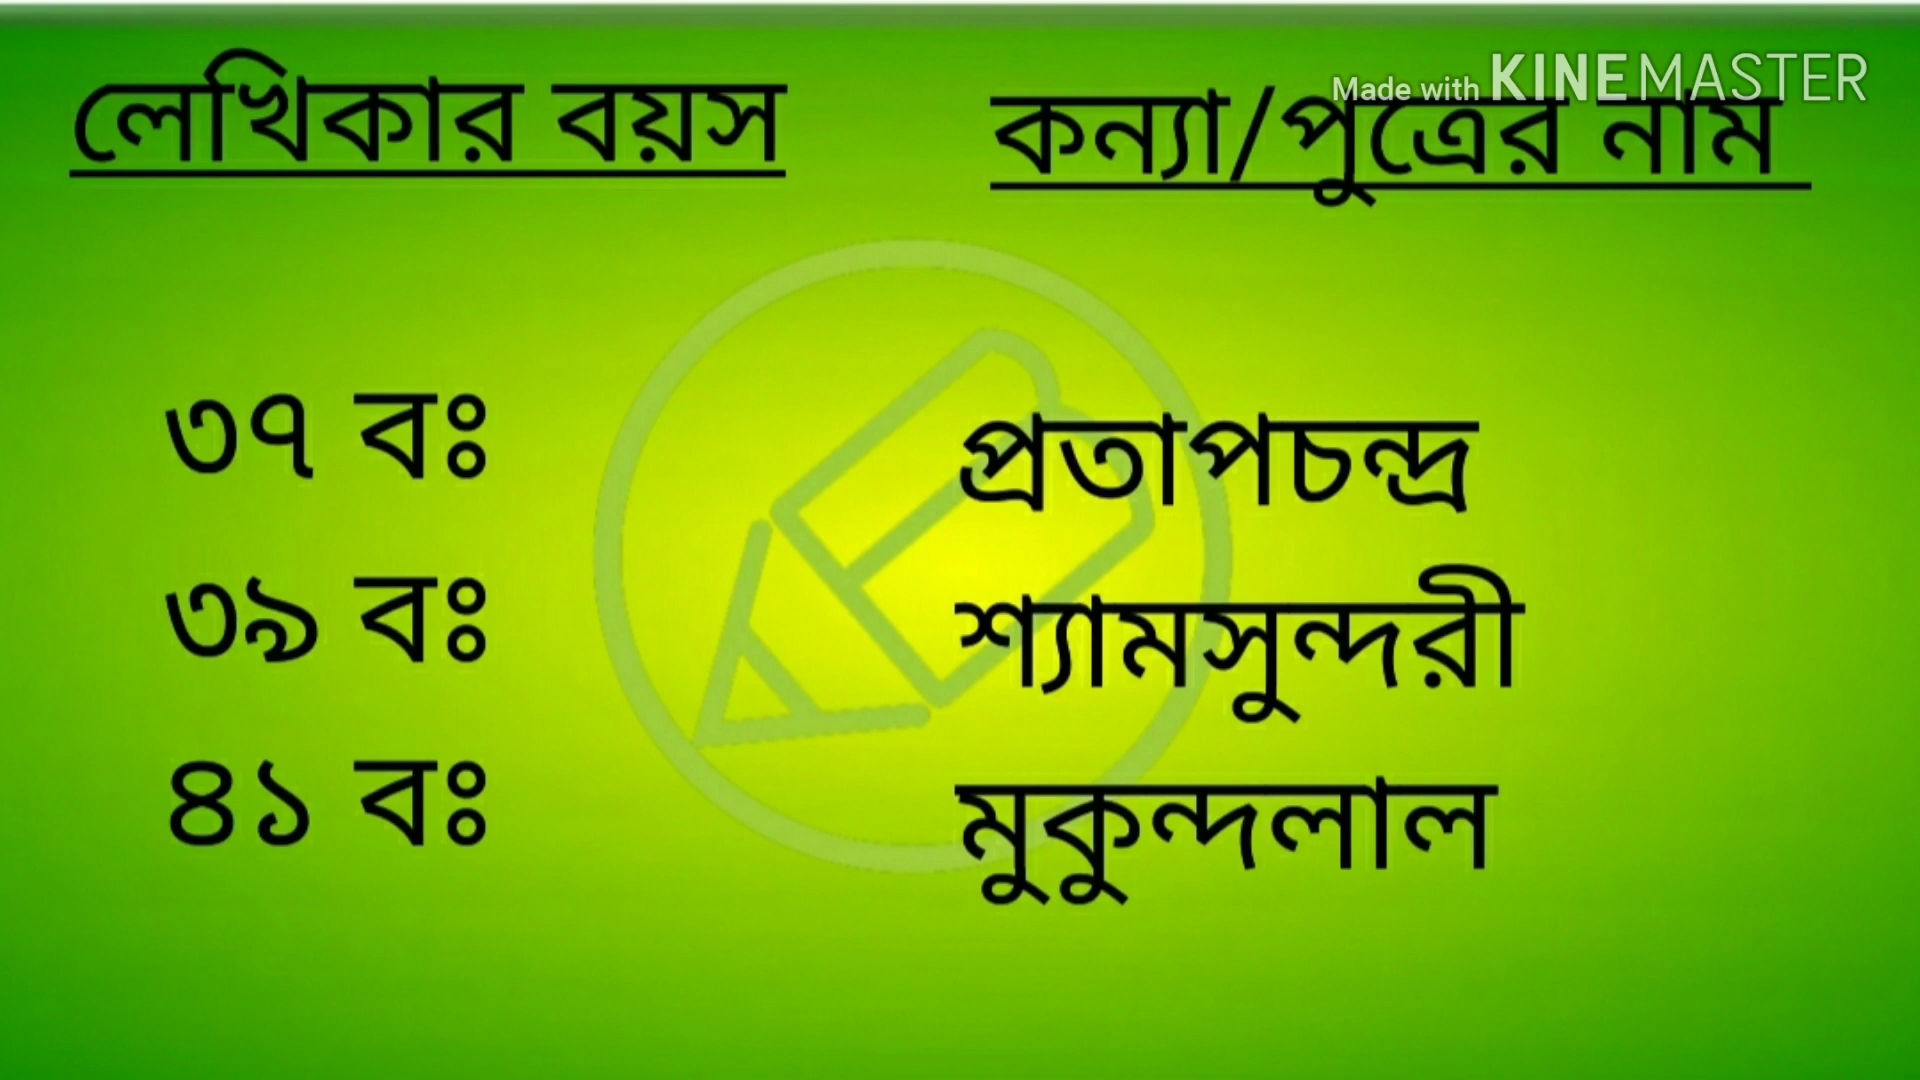 লেখিকার বয়স
কন্যা/পুত্রের নাম
Made with KINEMASTER
৩৭ বঃ প্রতাপচন্দ্র
৩৯ বঃ শ্যামসুন্দরী
৪১ বঃ মুকুন্দলাল